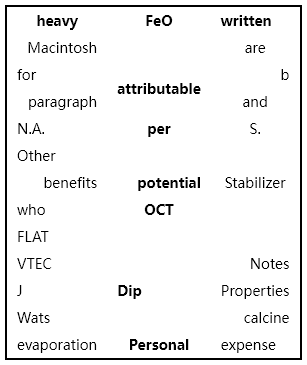 heavy FeO written
Macintosh are
for b
attributable
paragraph and
N.A. per S.
Other
benefits potential Stabilizer
who OCT
FLAT
VTEC Notes
J Dip Properties
Wats calcine
evaporation Personal expense